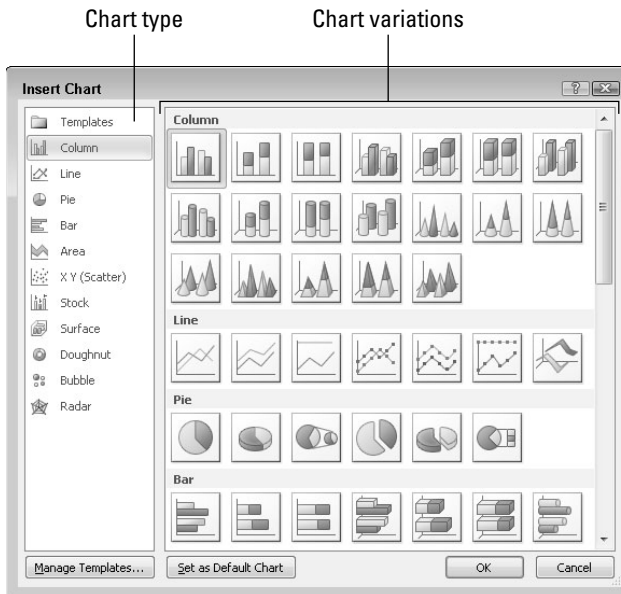 Chart type
Chart variations
Insert Chart
Templates
Column
Line
Pie
Bar
Area
X Y (Scatter)
Stock
Surface
Doughnut
Bubble
Radar
Column
Line
Pie
Bar
Manage Templates...
Set as Default Chart
OK
Cancel